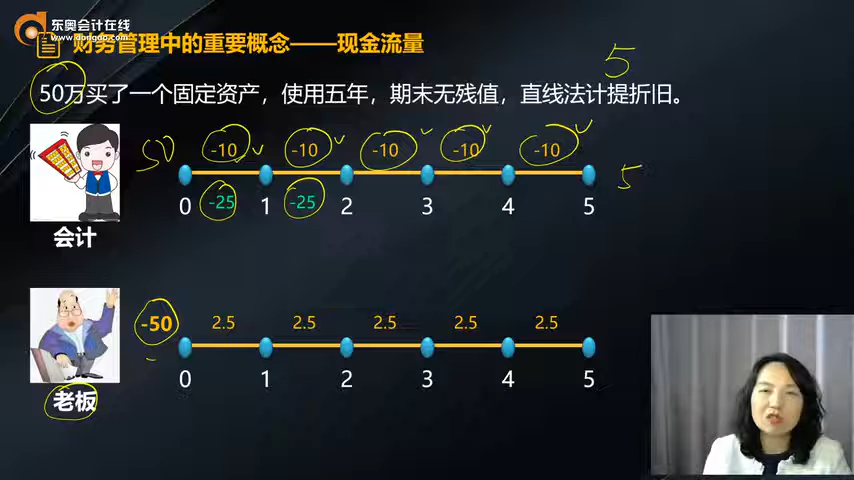 东奥会计在线
www.dongao.com
财务管理中的重要概念——现金流量
5
50万买了一个固定资产，使用五年，期末无残值，直线法计提折旧。
50 -10 -10 -10 -10 -10
0 1 2 3 4 5
5
-25 -25
会计
-50 2.5 2.5 2.5 2.5 2.5
0 1 2 3 4 5
老板